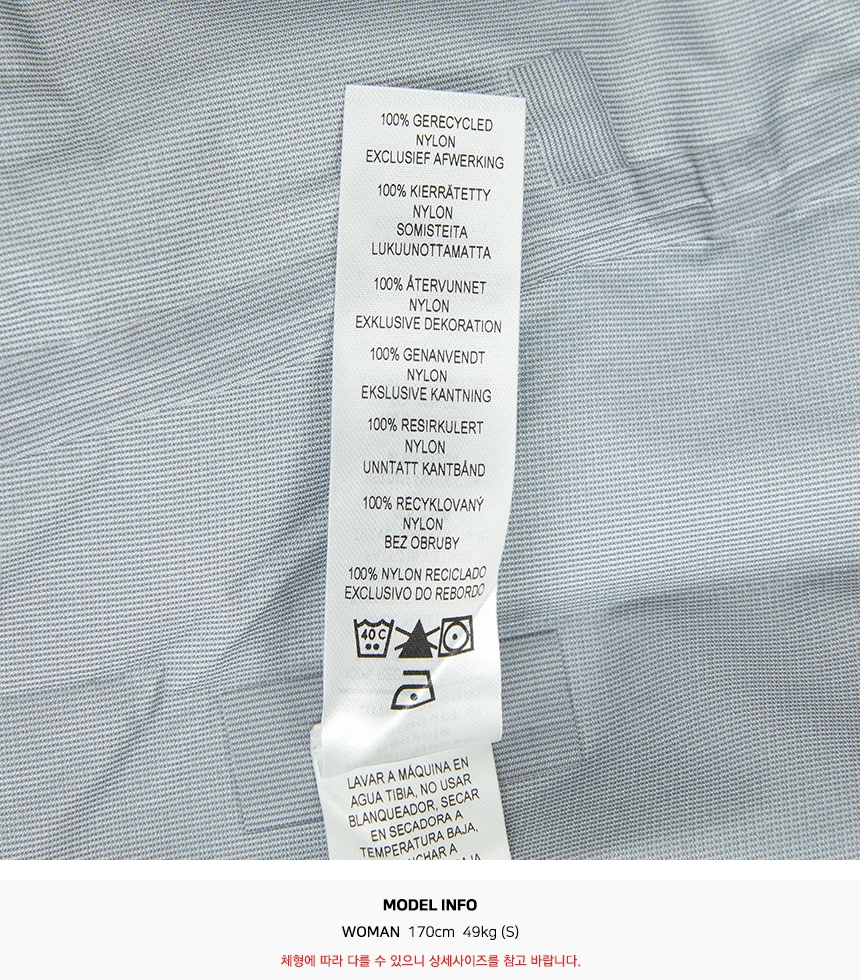 100% GERECYCLED
NYLON
EXCLUSIEF AFWERKING
100% KIERRÄTETTY
NYLON
SOMISTEITA
LUKUUNOTTAMATTA
100% ÅTERVUNNET
NYLON
EXKLUSIVE DEKORATION
100% GENANVENDT
NYLON
EKSLUSIVE KANTNING
100% RESIRKULERT
NYLON
UNNTATT KANTBÅND
100% RECYKLOVANÝ
NYLON
BEZ OBRUBY
100% NYLON RECICLADO
EXCLUSIVO DO REBORDO
40 C
LAVAR A MÁQUINA EN
AGUA TIBIA, NO USAR
BLANQUEADOR, SECAR
EN SECADORA A
TEMPERATURA BAJA,
MODEL INFO
WOMAN 170cm 49kg (S)
체형에 따라 다를 수 있으니 상세사이즈를 참고 바랍니다.